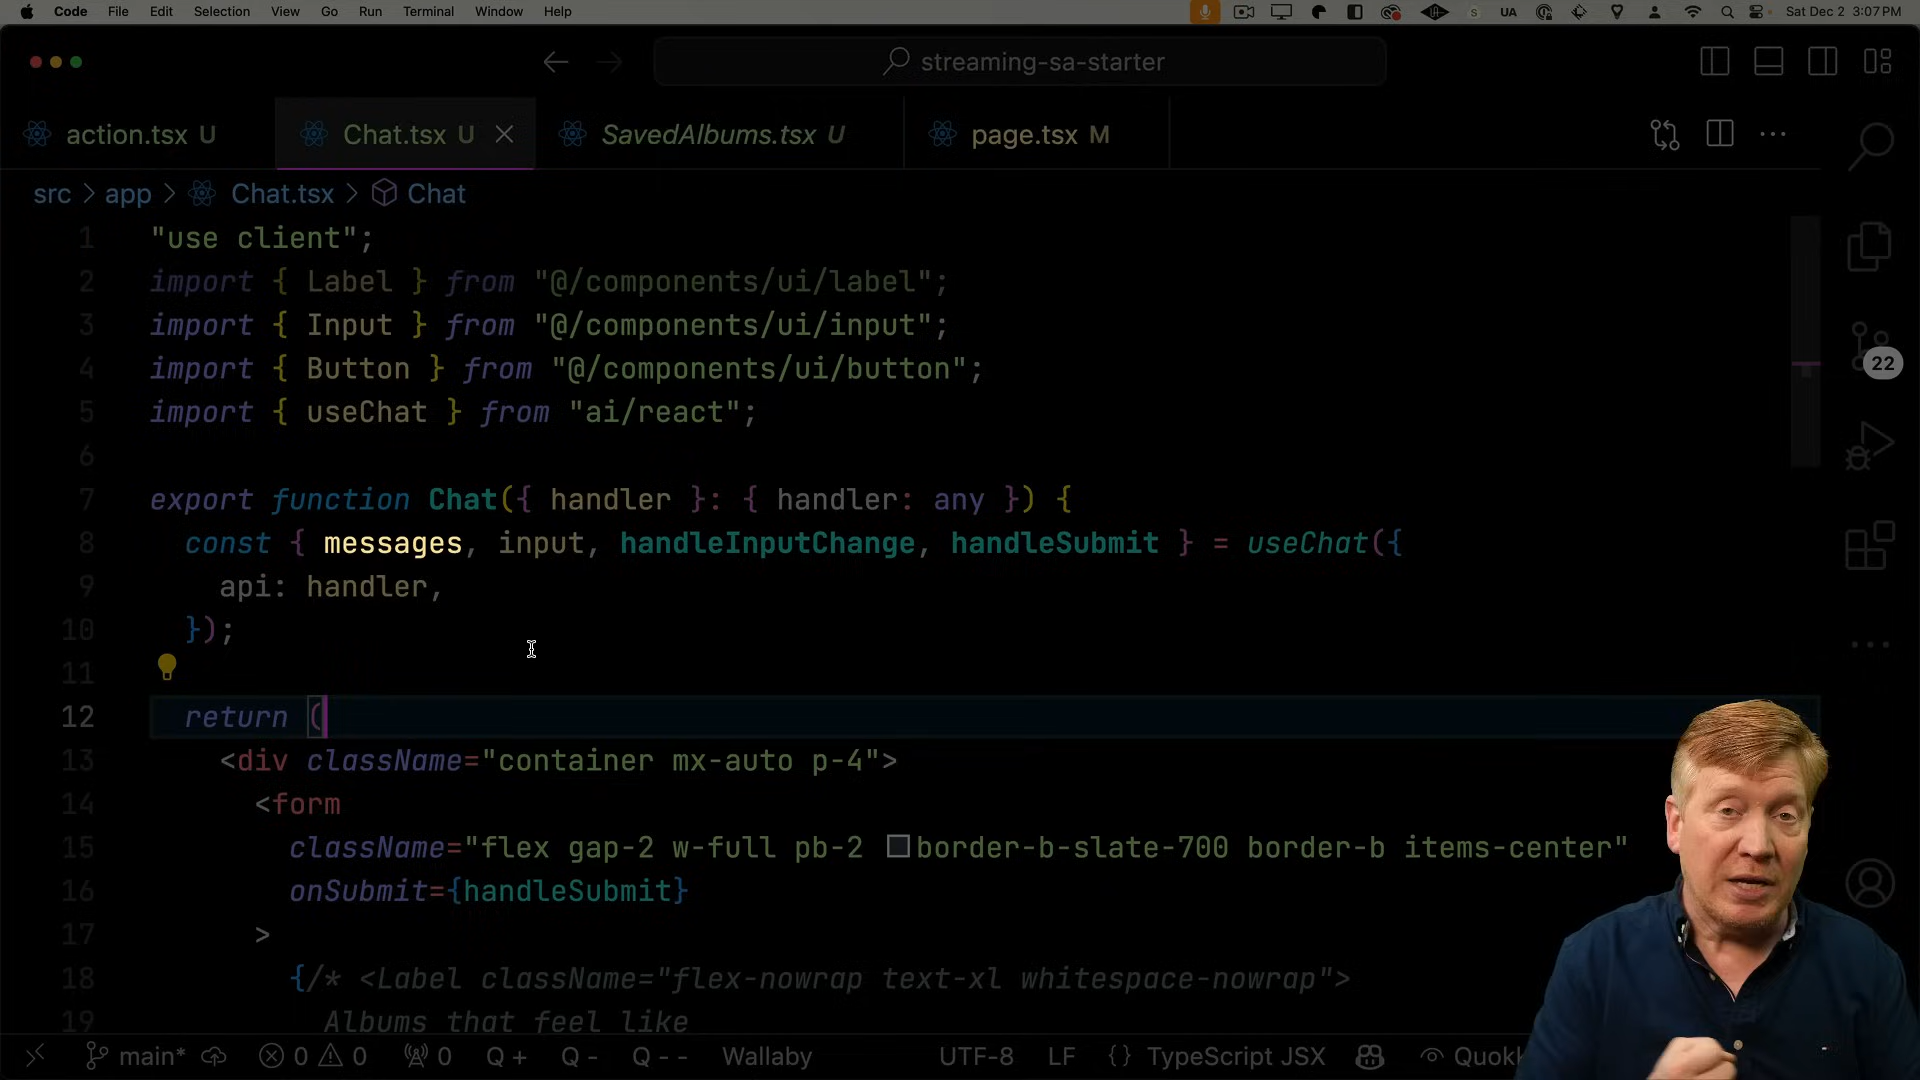 Code File Edit Selection View Go Run Terminal Window Help UA Sat Dec 2 3:07 PM
streaming-sa-starter
action.tsx U Chat.tsx U SavedAlbums.tsx U page.tsx M
src > app > Chat.tsx > Chat
1 "use client";
2 import { Label } from "@/components/ui/label";
3 import { Input } from "@/components/ui/input";
4 import { Button } from "@/components/ui/button";
5 import { useChat } from "ai/react";
22
6
7 export function Chat({ handler }: { handler: any }) {
8 const { messages, input, handleInputChange, handleSubmit } = useChat({
9 api: handler,
10 });
11
12 return (
13 <div className="container mx-auto p-4">
14 <form
15 className="flex gap-2 w-full pb-2 border-b-slate-700 border-b items-center"
16 onSubmit={handleSubmit}
17 >
18 {/* <Label className="flex-nowrap text-xl whitespace-nowrap">
19 Albums that feel like
main* 0 0 0 Q + Q - Q - - Wallaby UTF-8 LF {} TypeScript JSX